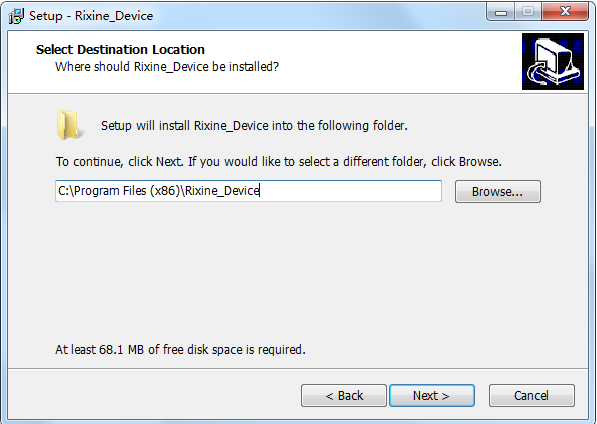 Setup - Rixine_Device
Select Destination Location
Where should Rixine_Device be installed?
Setup will install Rixine_Device into the following folder.
To continue, click Next. If you would like to select a different folder, click Browse.
C:\Program Files (x86)\Rixine_Device
Browse...
At least 68.1 MB of free disk space is required.
< Back
Next >
Cancel